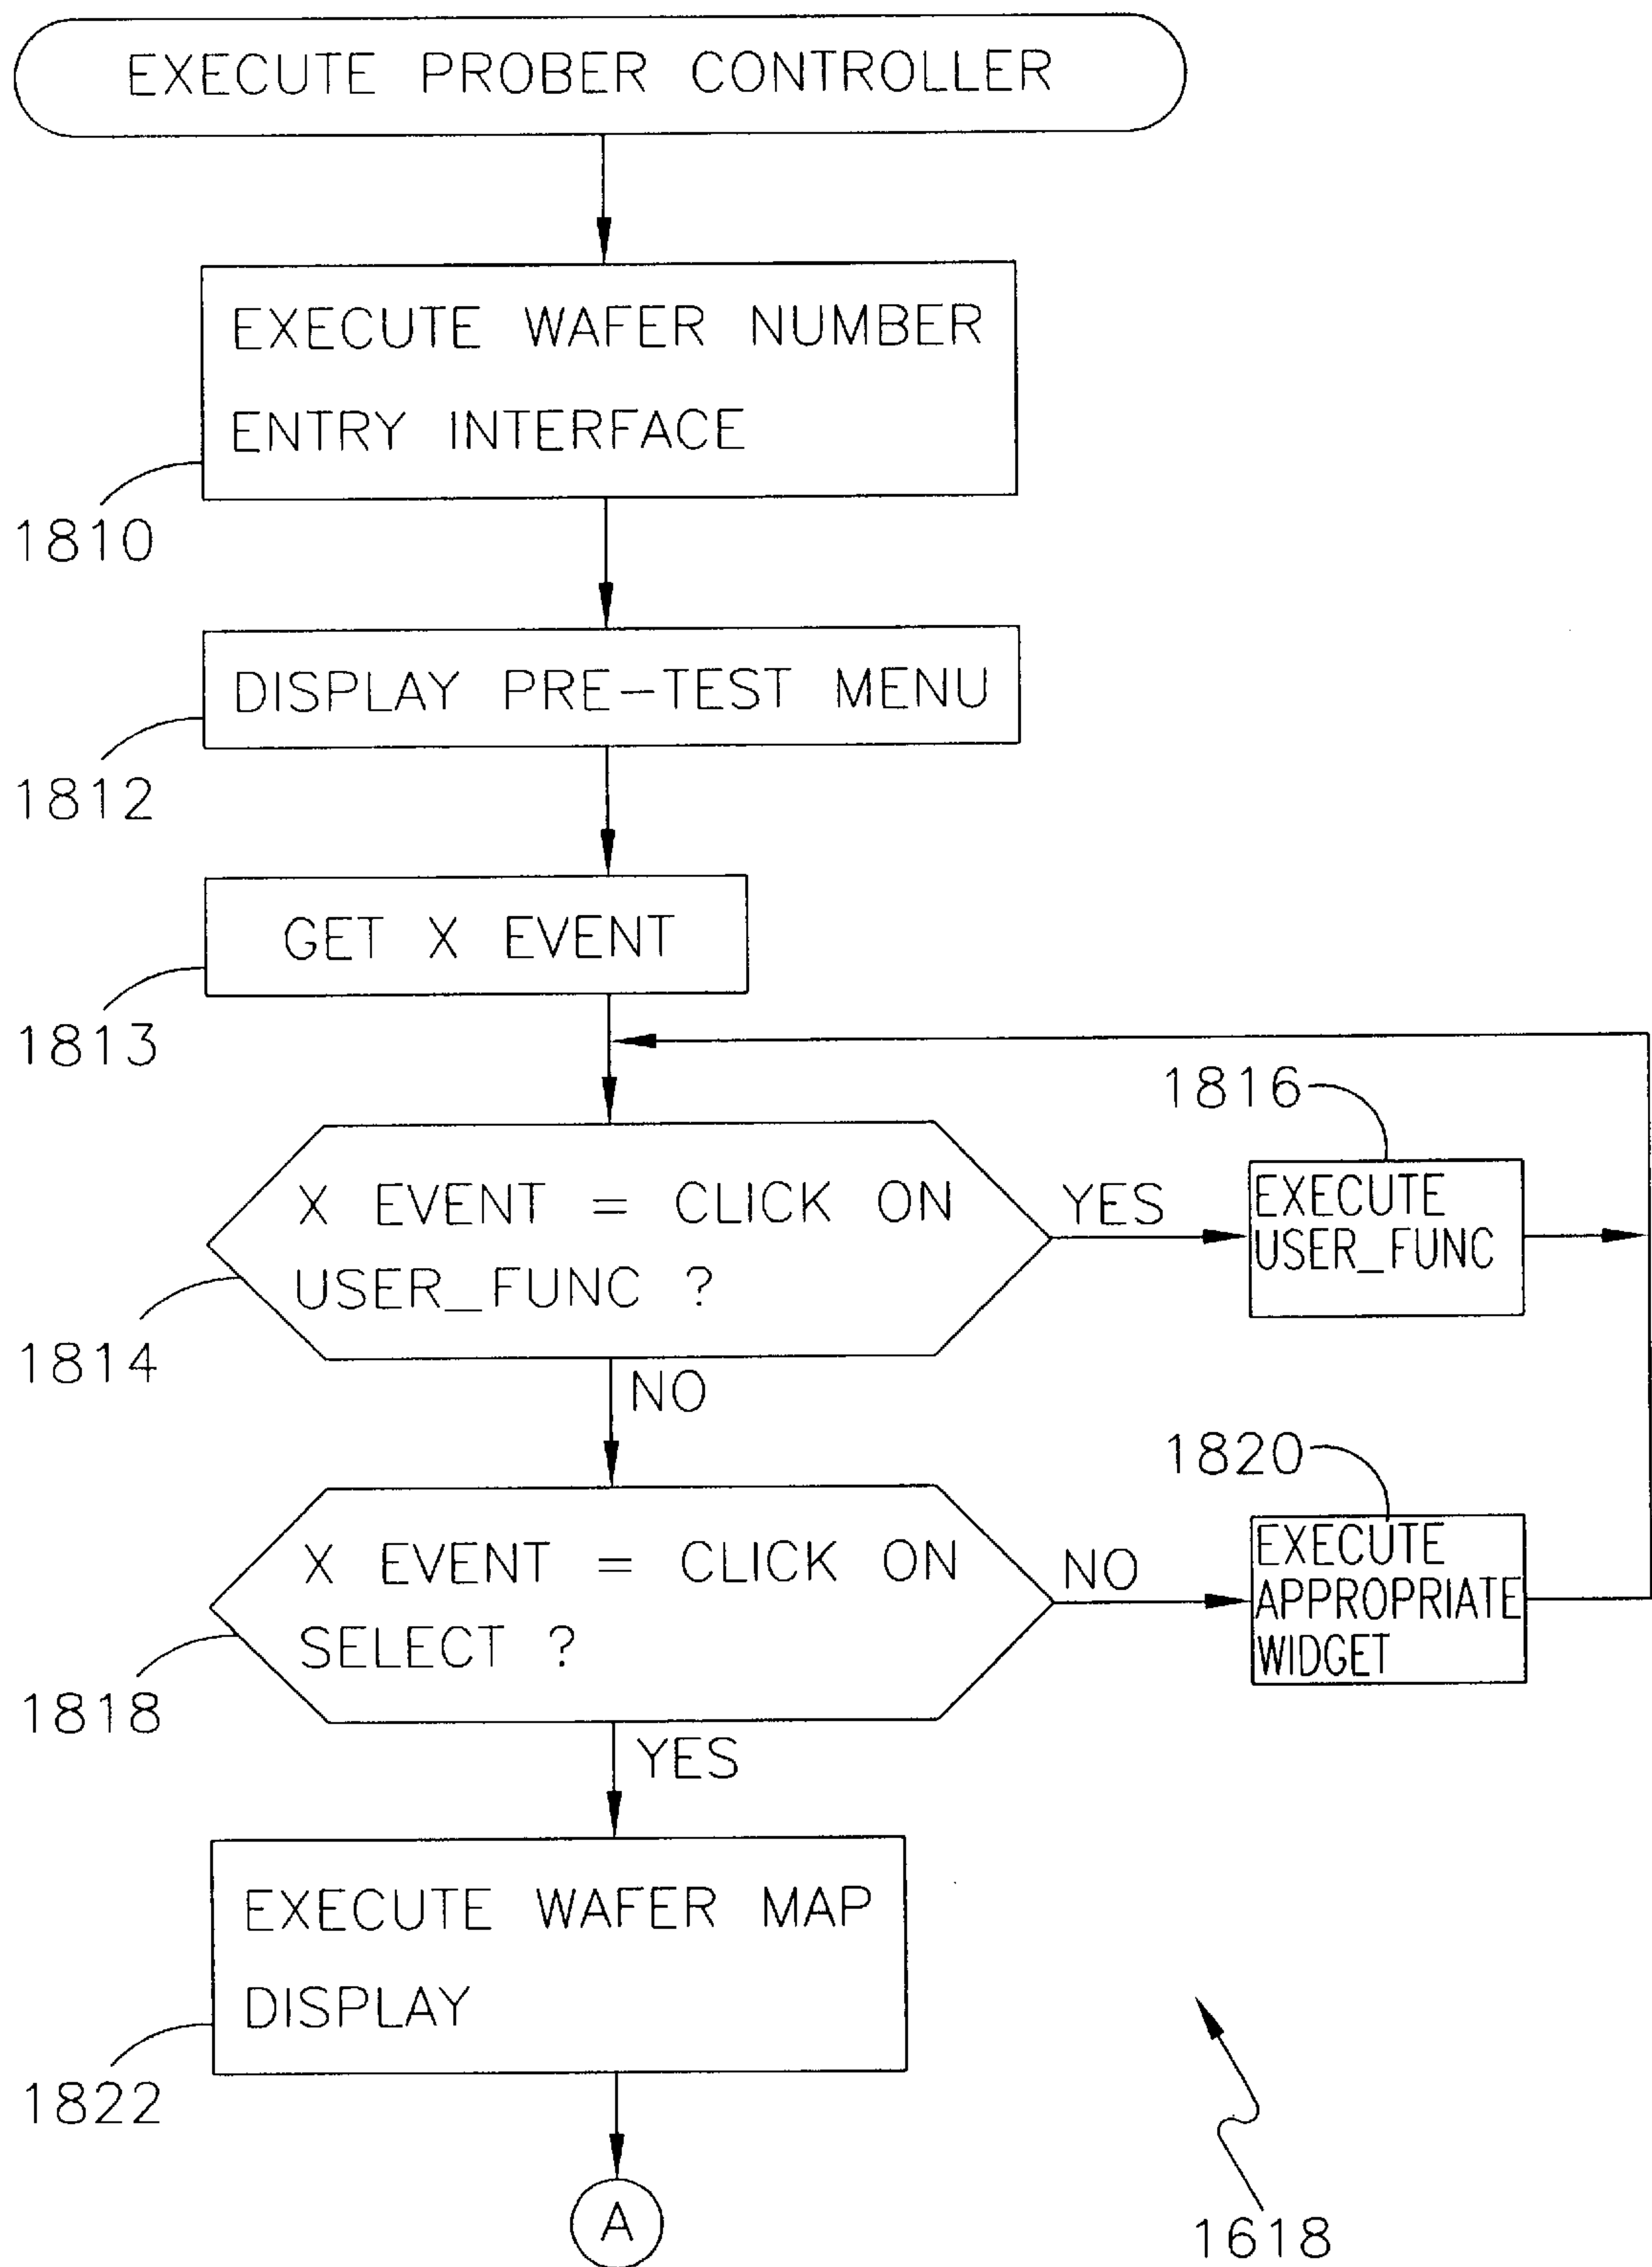 EXECUTE PROBER CONTROLLER
EXECUTE WAFER NUMBER
ENTRY INTERFACE
1810
DISPLAY PRE-TEST MENU
1812
GET X EVENT
1813
1816
X EVENT = CLICK ON
USER_FUNC ?
YES
EXECUTE
USER_FUNC
1814
NO
1820
X EVENT = CLICK ON
SELECT ?
NO
EXECUTE
APPROPRIATE
WIDGET
1818
YES
EXECUTE WAFER MAP
DISPLAY
1822
A
1618